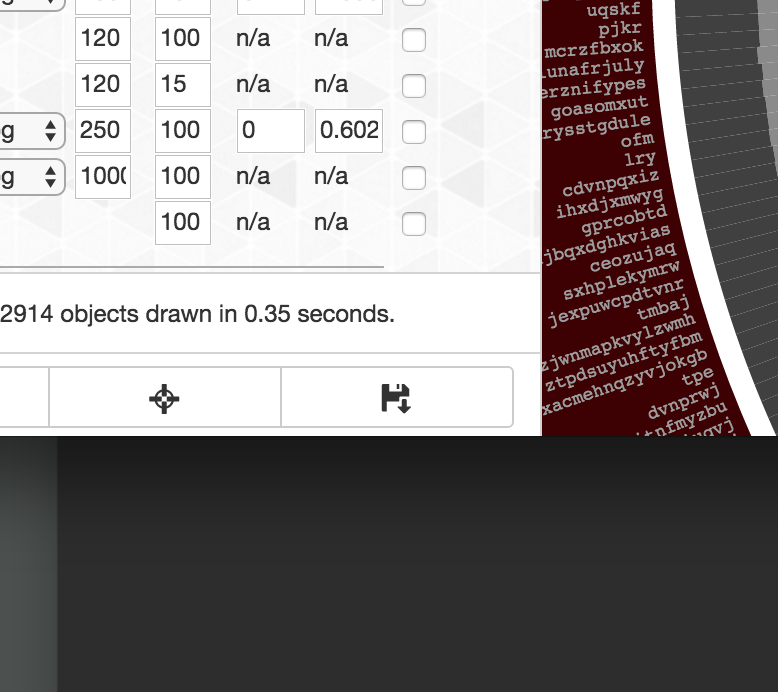 120 100 n/a n/a
120 15 n/a n/a
g 250 100 0 0.602
g 100 100 n/a n/a
100 n/a n/a
2914 objects drawn in 0.35 seconds.
uqskf
pjkr
mcrzfbxok
unafrjuly
erznifypes
goasomxut
rysstgdule
ofm
lry
cdvnpqxiz
ihxdjxmwyg
gprcobtd
jbqxdghkvias
ceozujaq
sxhplekymrw
jexpuwcpdtvnr
tmbaj
zjwnmapkvylzwmh
ztpdsuyuhftyfbm
xacmehnqzyvjokgb
tpe
dvnprwj